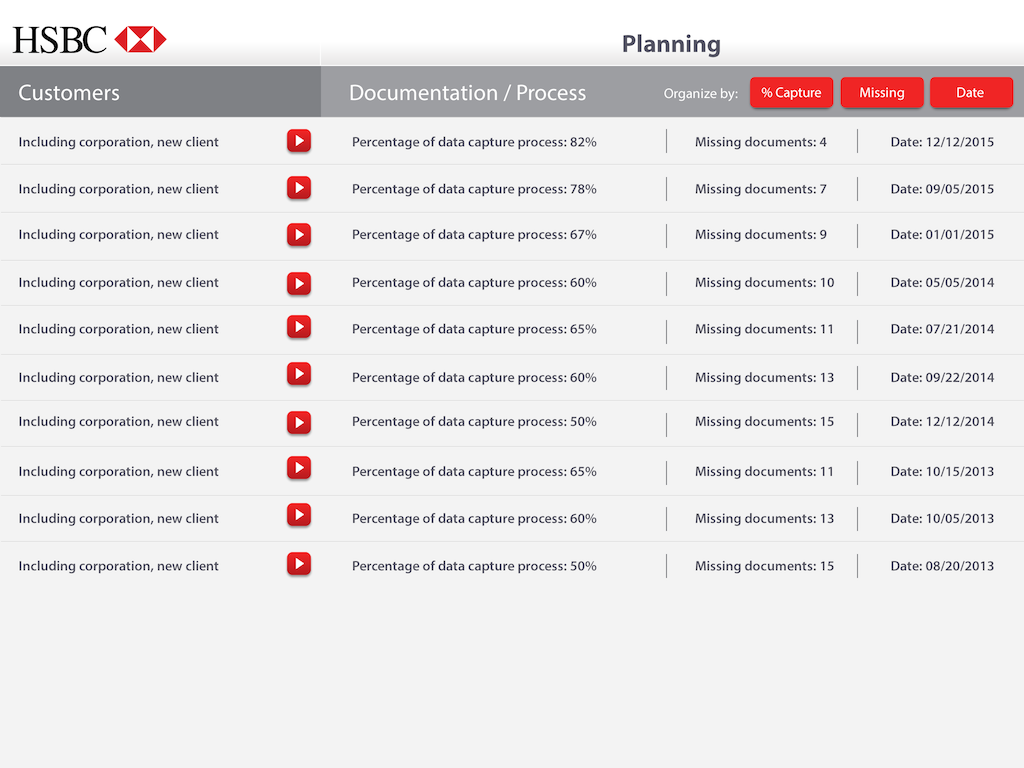 HSBC
Planning
Customers Documentation / Process Organize by: % Capture Missing Date
Including corporation, new client Percentage of data capture process: 82% Missing documents: 4 Date: 12/12/2015
Including corporation, new client Percentage of data capture process: 78% Missing documents: 7 Date: 09/05/2015
Including corporation, new client Percentage of data capture process: 67% Missing documents: 9 Date: 01/01/2015
Including corporation, new client Percentage of data capture process: 60% Missing documents: 10 Date: 05/05/2014
Including corporation, new client Percentage of data capture process: 65% Missing documents: 11 Date: 07/21/2014
Including corporation, new client Percentage of data capture process: 60% Missing documents: 13 Date: 09/22/2014
Including corporation, new client Percentage of data capture process: 50% Missing documents: 15 Date: 12/12/2014
Including corporation, new client Percentage of data capture process: 65% Missing documents: 11 Date: 10/15/2013
Including corporation, new client Percentage of data capture process: 60% Missing documents: 13 Date: 10/05/2013
Including corporation, new client Percentage of data capture process: 50% Missing documents: 15 Date: 08/20/2013